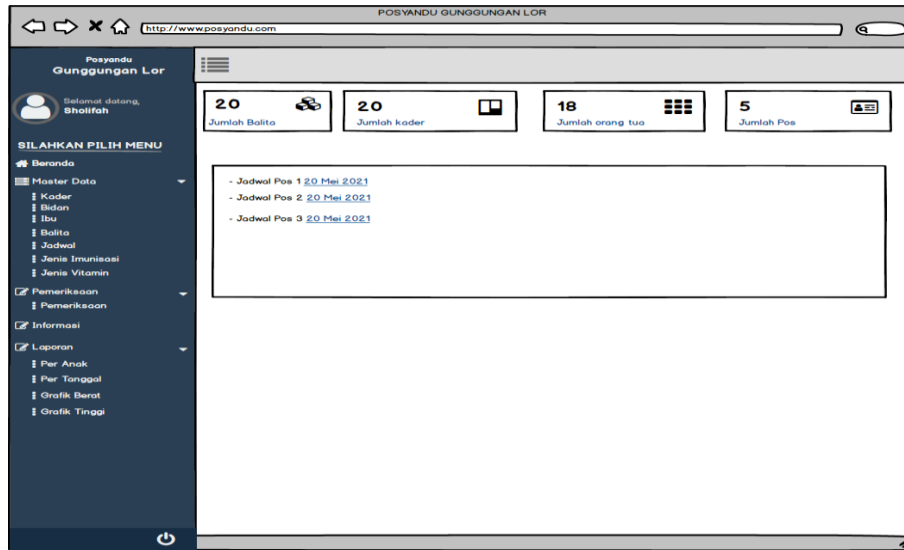 POSYANDU GUNGGUNGAN LOR
http://www.posyandu.com
Posyandu
Gunggungan Lor
Selamat datang,
Sholifah
SILAHKAN PILIH MENU
Beranda
Master Data
Kader
Bidan
Ibu
Balita
Jadwal
Jenis Imunisasi
Jenis Vitamin
Pemeriksaan
Pemeriksaan
Informasi
Laporan
Per Anak
Per Tanggal
Grafik Berat
Grafik Tinggi
20
Jumlah Balita
20
Jumlah kader
18
Jumlah orang tua
5
Jumlah Pos
- Jadwal Pos 1 20 Mei 2021
- Jadwal Pos 2 20 Mei 2021
- Jadwal Pos 3 20 Mei 2021